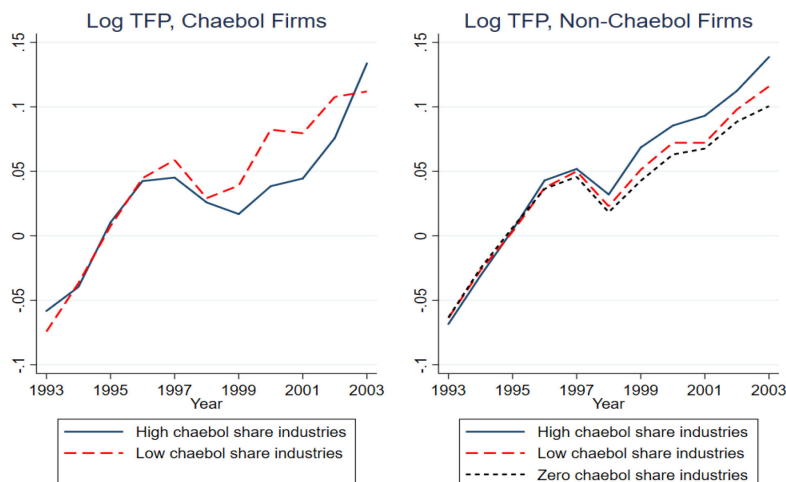 Log TFP, Chaebol Firms
.15
.1
.05
0
-.05
-.1
1993 1995 1997 1999 2001 2003
Year
High chaebol share industries
Low chaebol share industries
Log TFP, Non-Chaebol Firms
.15
.1
.05
0
-.05
-.1
1993 1995 1997 1999 2001 2003
Year
High chaebol share industries
Low chaebol share industries
Zero chaebol share industries